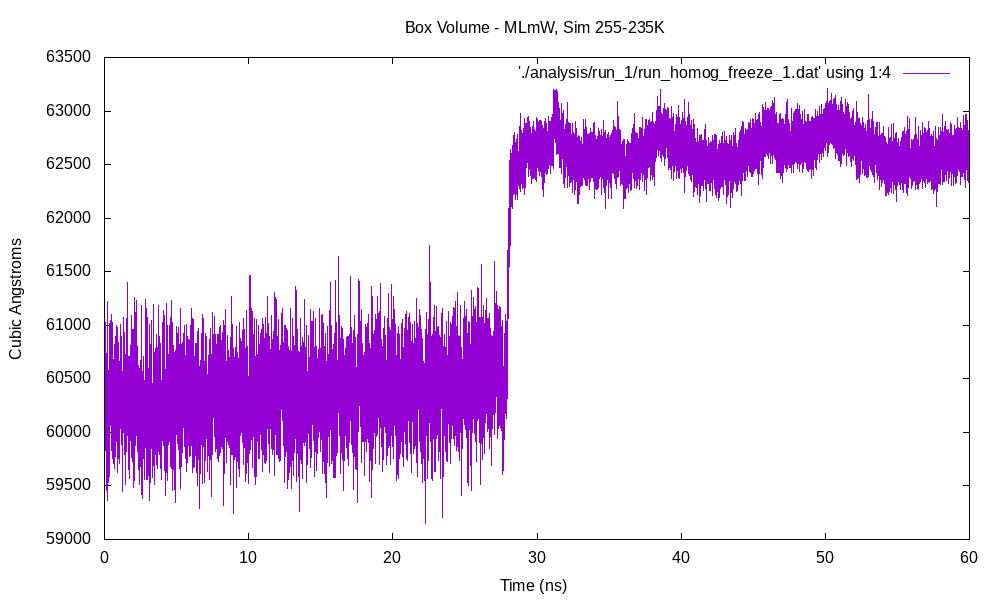 Box Volume - MLmW, Sim 255-235K
'./analysis/run_1/run_homog_freeze_1.dat' using 1:4
63500
63000
62500
62000
61500
61000
60500
60000
59500
59000
Cubic Angstroms
0 10 20 30 40 50 60
Time (ns)